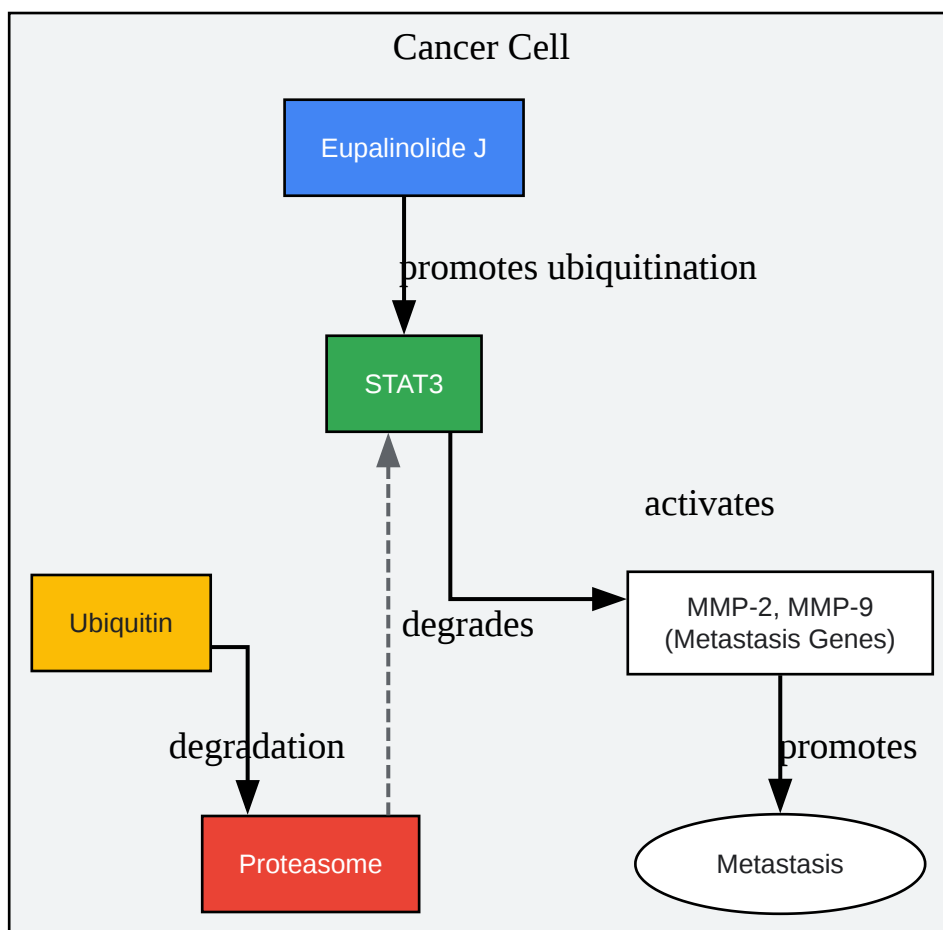 Cancer Cell
Eupalinolide J
promotes ubiquitination
STAT3
activates
MMP-2, MMP-9
(Metastasis Genes)
Ubiquitin
degrades
degradation
promotes
Proteasome
Metastasis